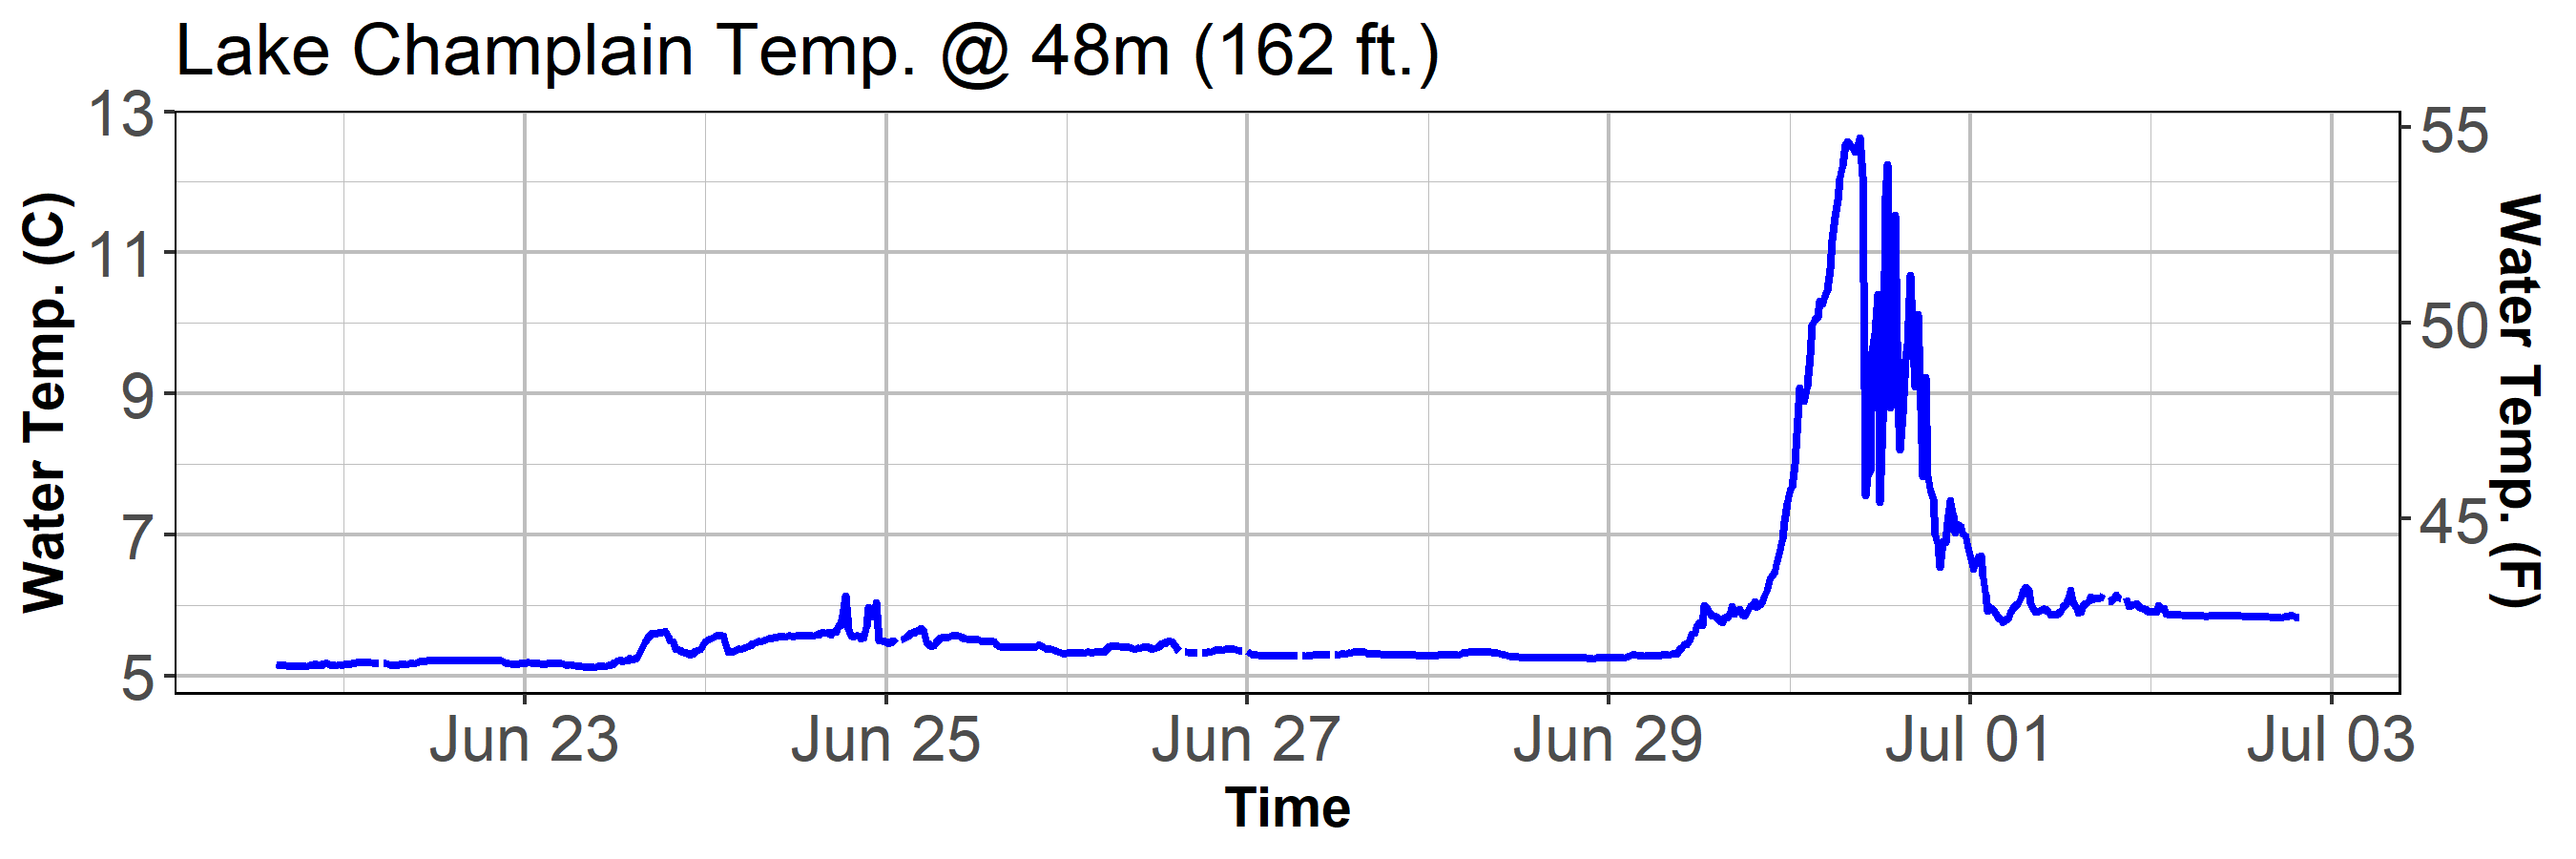 Lake Champlain Temp. @ 48m (162 ft.)
13
11
9
7
5
Water Temp. (C)
55
50
45
Water Temp. (F)
Jun 23
Jun 25
Jun 27
Jun 29
Jul 01
Jul 03
Time